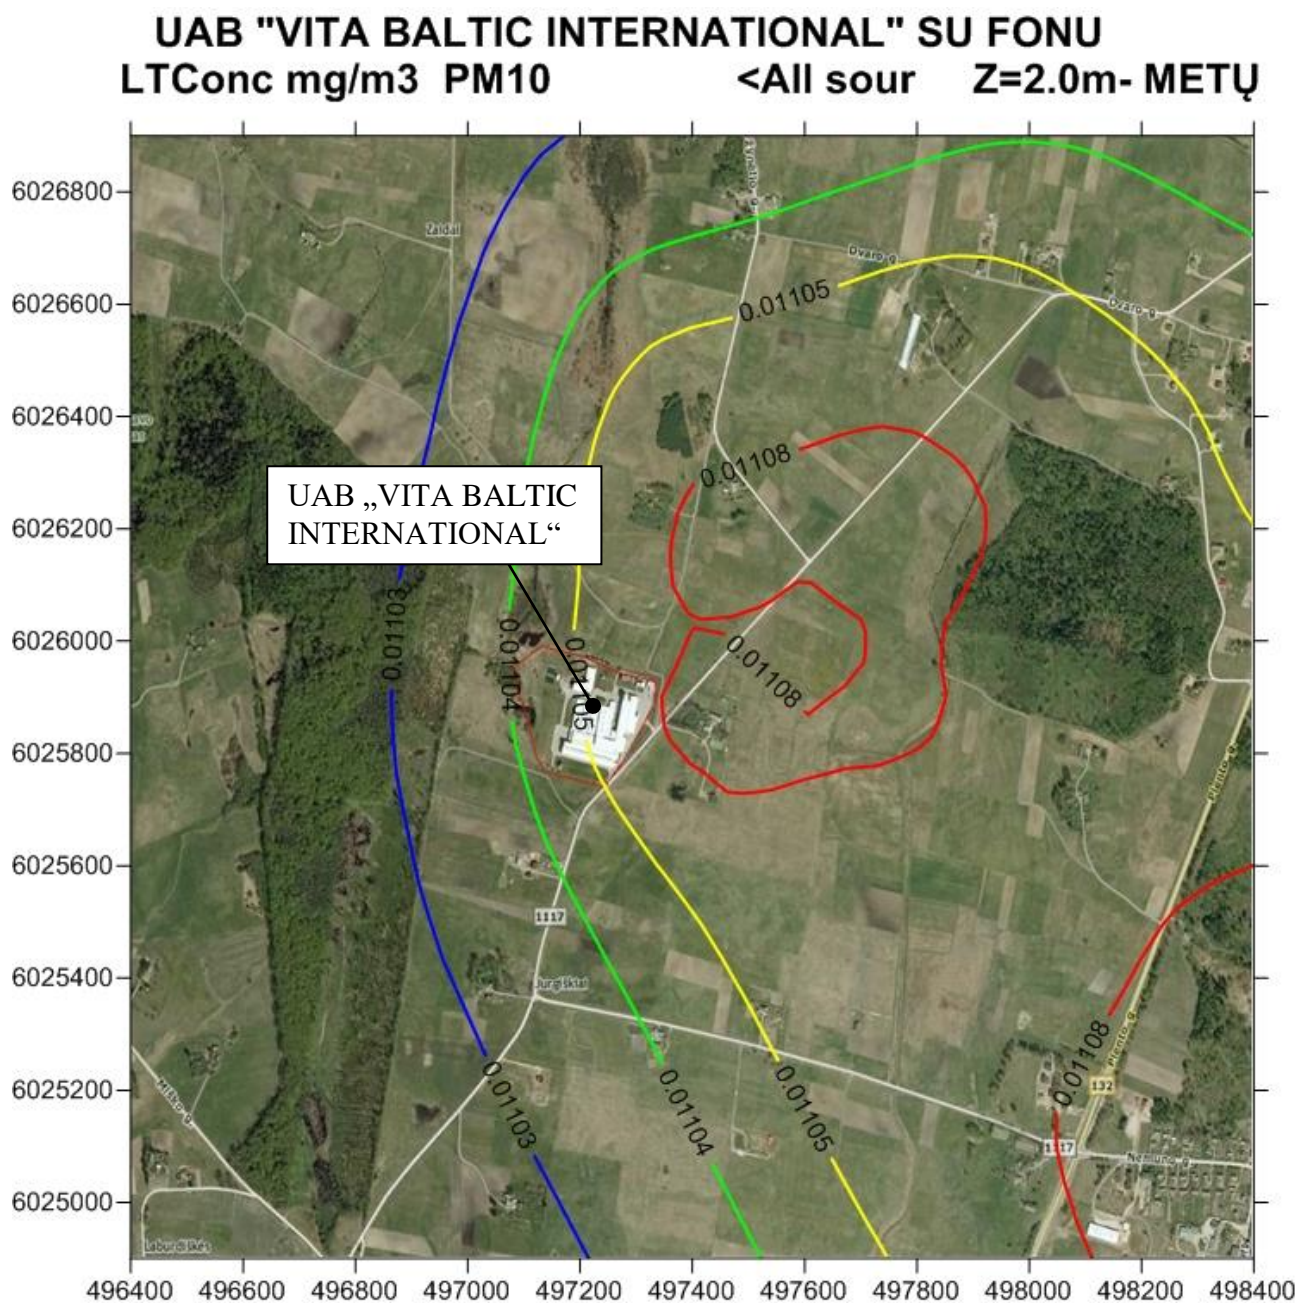 UAB "VITA BALTIC INTERNATIONAL" SU FONU
LTConc mg/m3 PM10 <All sour Z=2.0m- METŲ
6026800
6026600
6026400
6026200
6026000
6025800
6025600
6025400
6025200
6025000
Dvaro g.
Dvaro g.
0.01105
0.01108
UAB „VITA BALTIC
INTERNATIONAL“
0.01103
0.01104
0.01105
0.01108
Plento g.
1117
Jurgiškiai
0.01108
Plento g.
0.01103
0.01104
0.01105
132
Miško g.
1117
Nemuno g.
Laburdiškės
496400 496600 496800 497000 497200 497400 497600 497800 498000 498200 498400